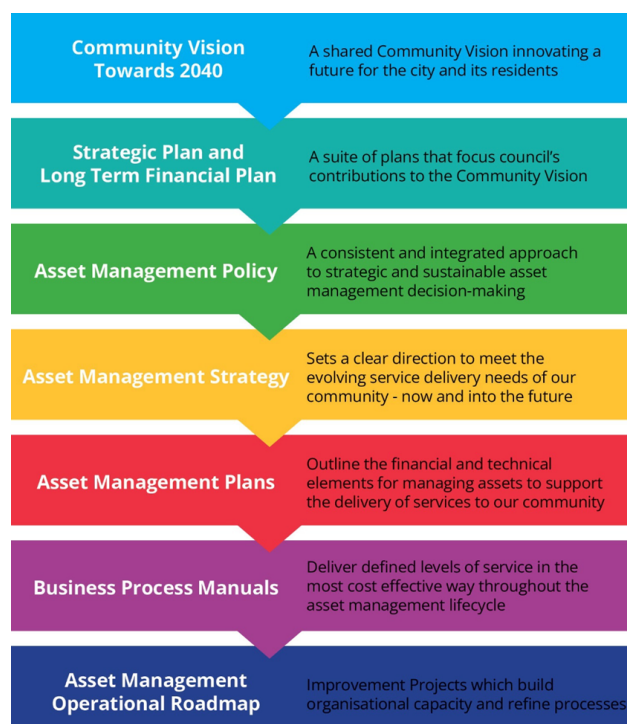 Community Vision
Towards 2040
A shared Community Vision innovating a
future for the city and its residents
Strategic Plan and
Long Term Financial Plan
A suite of plans that focus council's
contributions to the Community Vision
Asset Management Policy
A consistent and integrated approach
to strategic and sustainable asset
management decision-making
Asset Management Strategy
Sets a clear direction to meet the
evolving service delivery needs of our
community - now and into the future
Asset Management Plans
Outline the financial and technical
elements for managing assets to support
the delivery of services to our community
Business Process Manuals
Deliver defined levels of service in the
most cost effective way throughout the
asset management lifecycle
Asset Management
Operational Roadmap
Improvement Projects which build
organisational capacity and refine processes